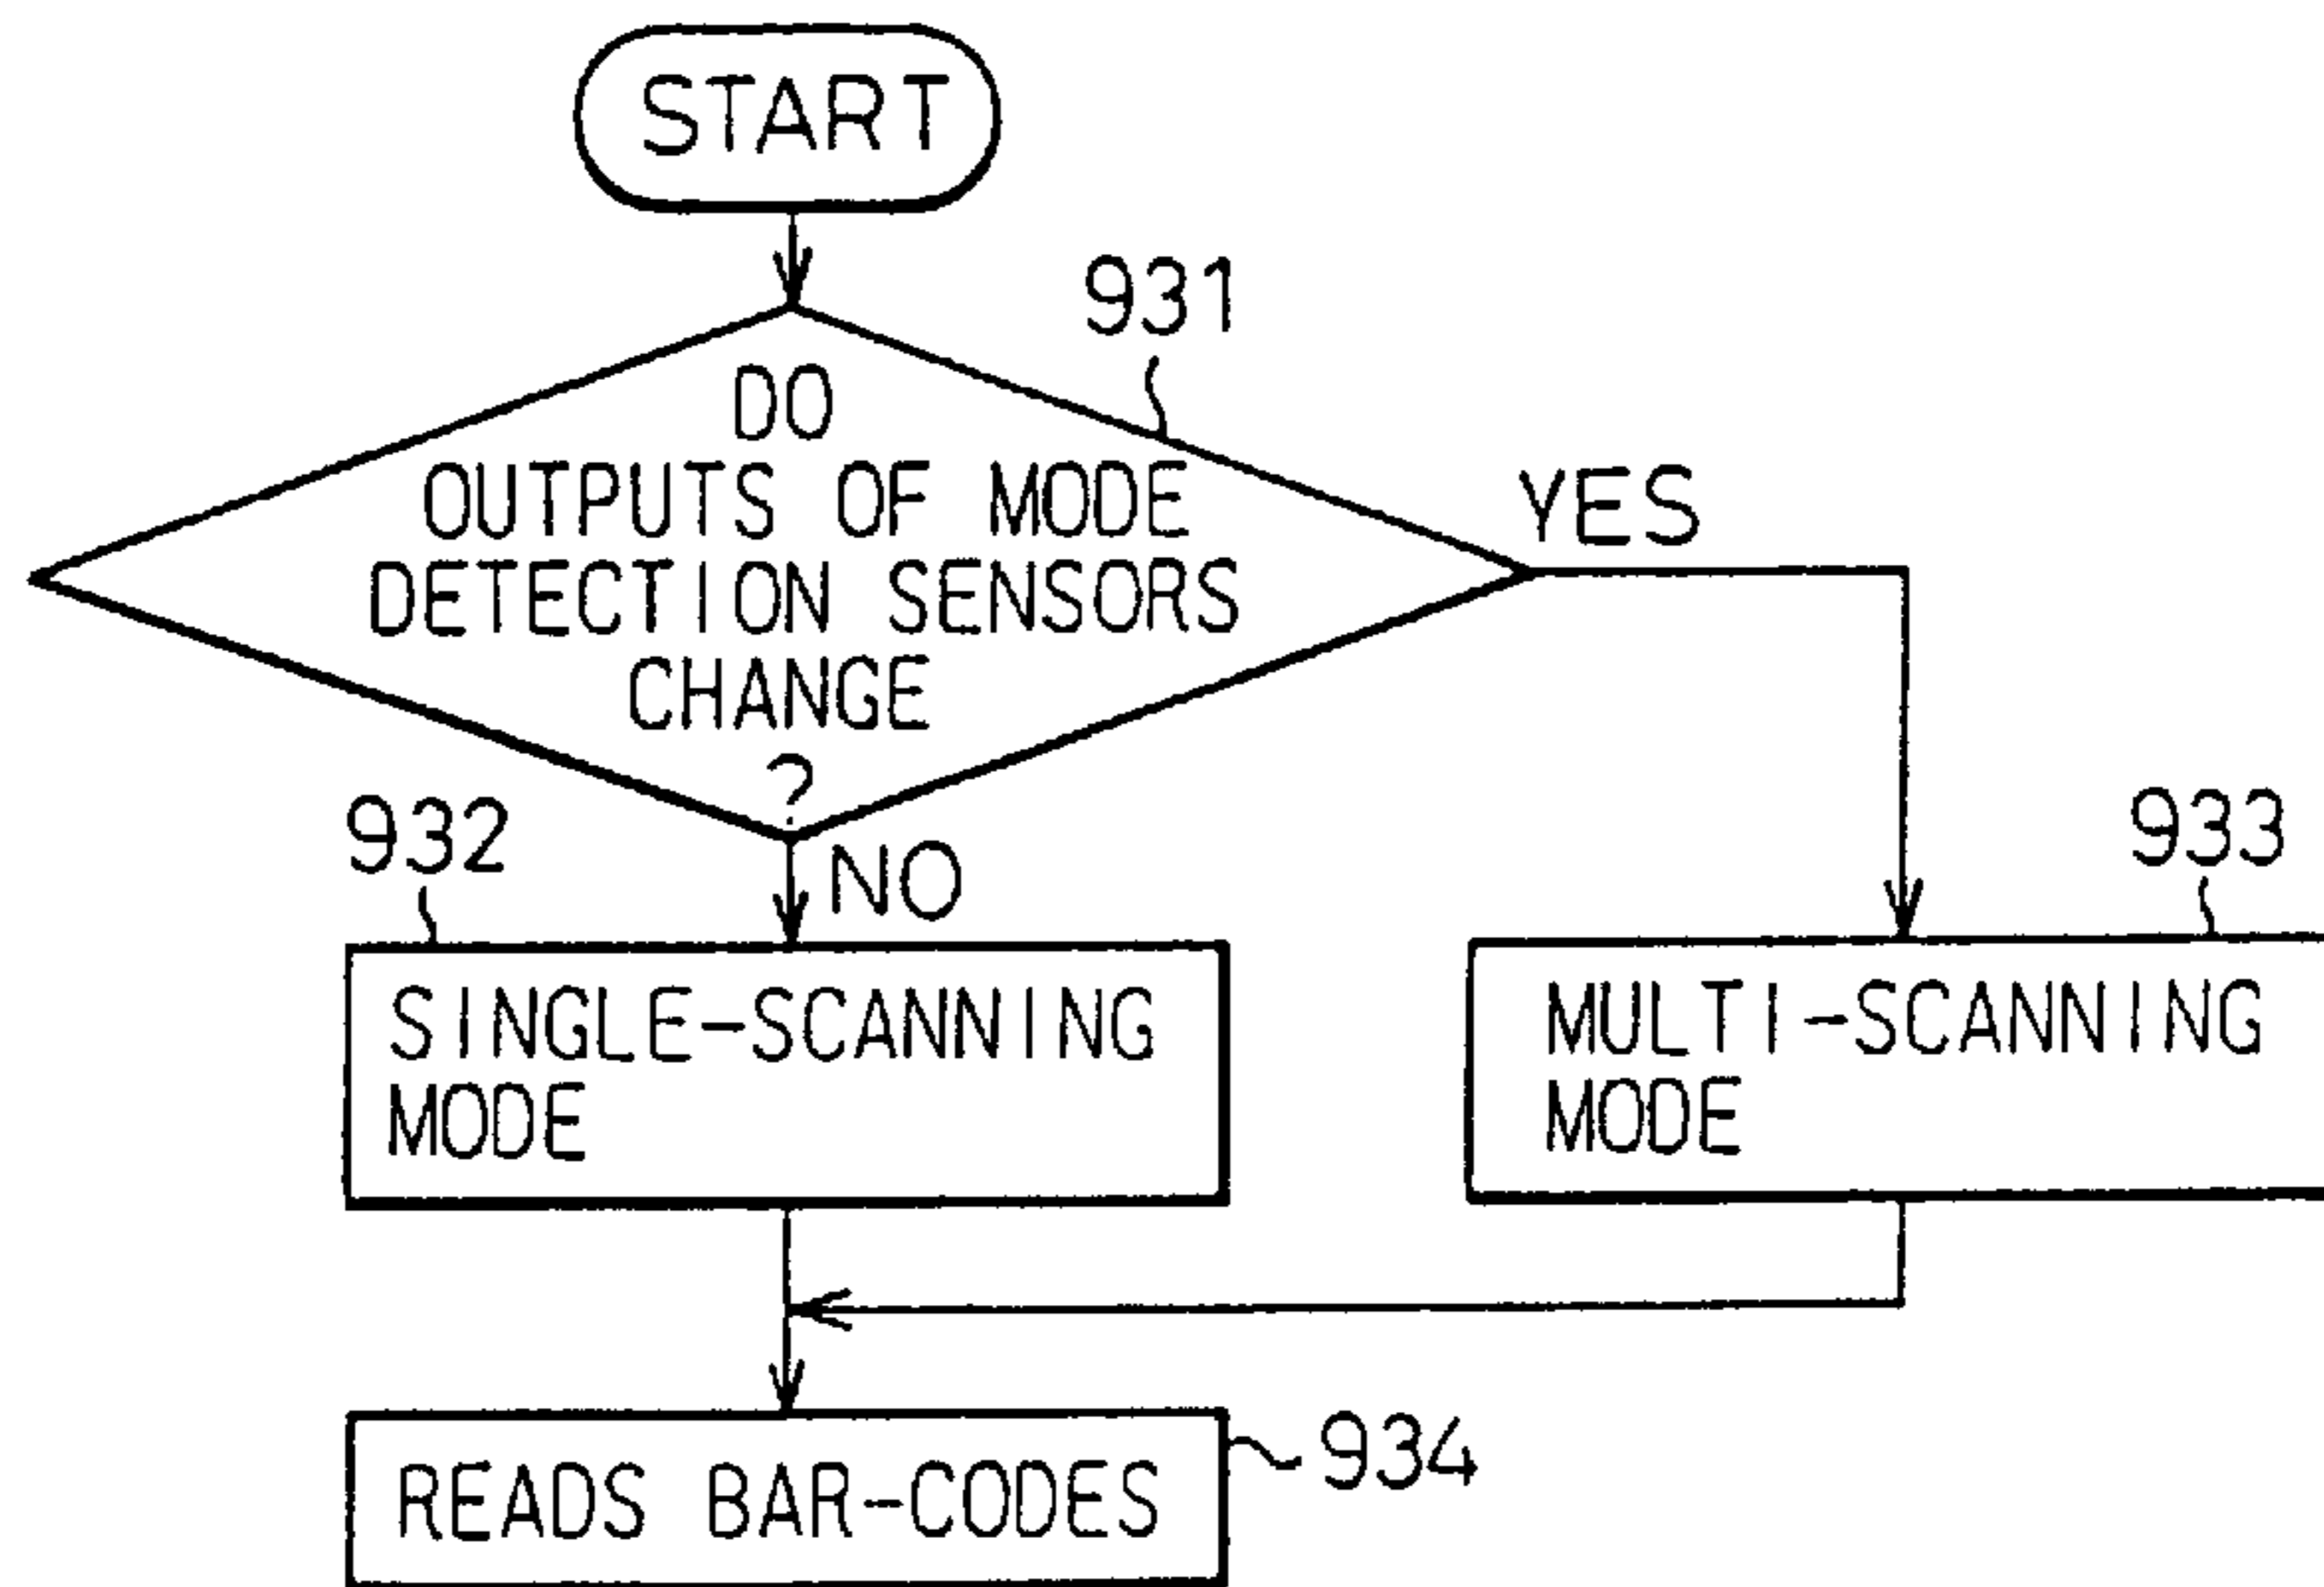 START
931
DO
OUTPUTS OF MODE
DETECTION SENSORS
CHANGE
?
YES
NO
932
SINGLE-SCANNING
MODE
933
MULTI-SCANNING
MODE
READS BAR-CODES
934